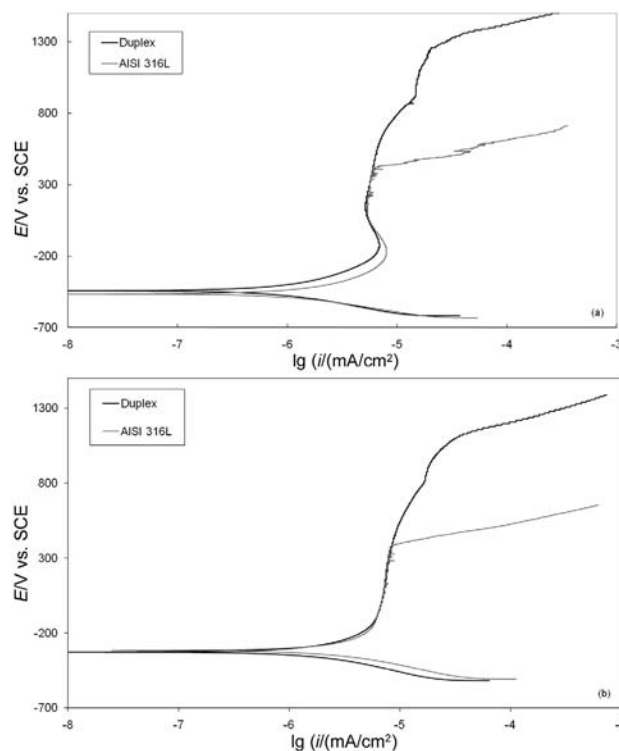 1300
Duplex
AISI 316L
800
E/V vs. SCE
300
-200
-700
(a)
-8 -7 -6 -5 -4 -3
lg (i/(mA/cm²)
1300
Duplex
AISI 316L
800
E/V vs. SCE
300
-200
-700
(b)
-8 -7 -6 -5 -4 -3
lg (i/(mA/cm²)